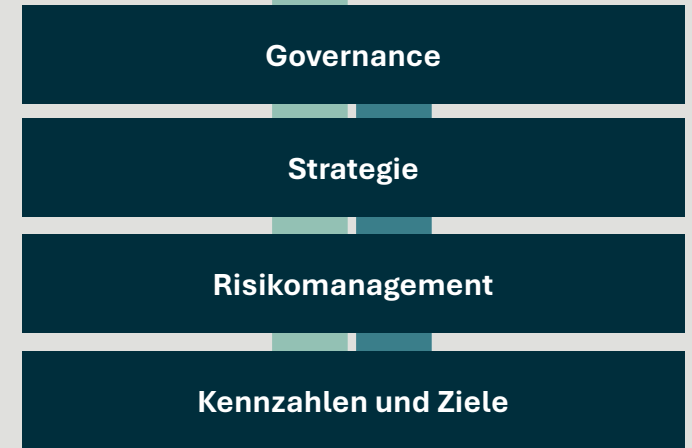 Governance
Strategie
Risikomanagement
Kennzahlen und Ziele